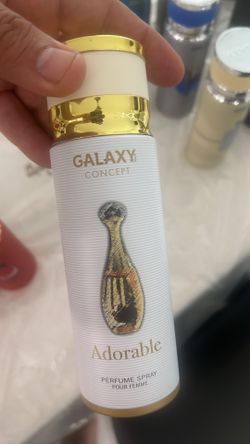 GALAXY
CONCEPT
Adorable
PERFUME SPRAY
POUR FEMME